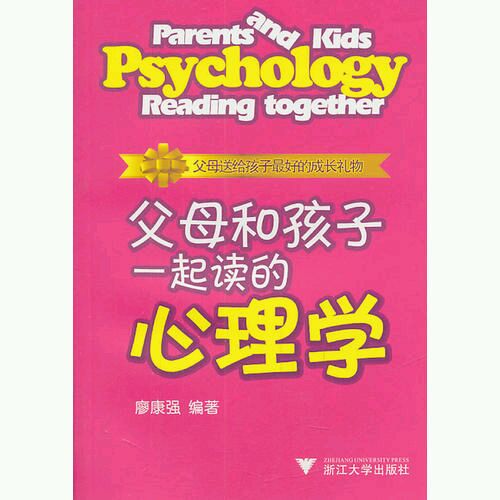 Parents and Kids
Psychology
Reading together
父母送给孩子最好的成长礼物
父母和孩子
一起读的
心理学
廖康强 编著
ZHEJIANG UNIVERSITY PRESS
浙江大学出版社